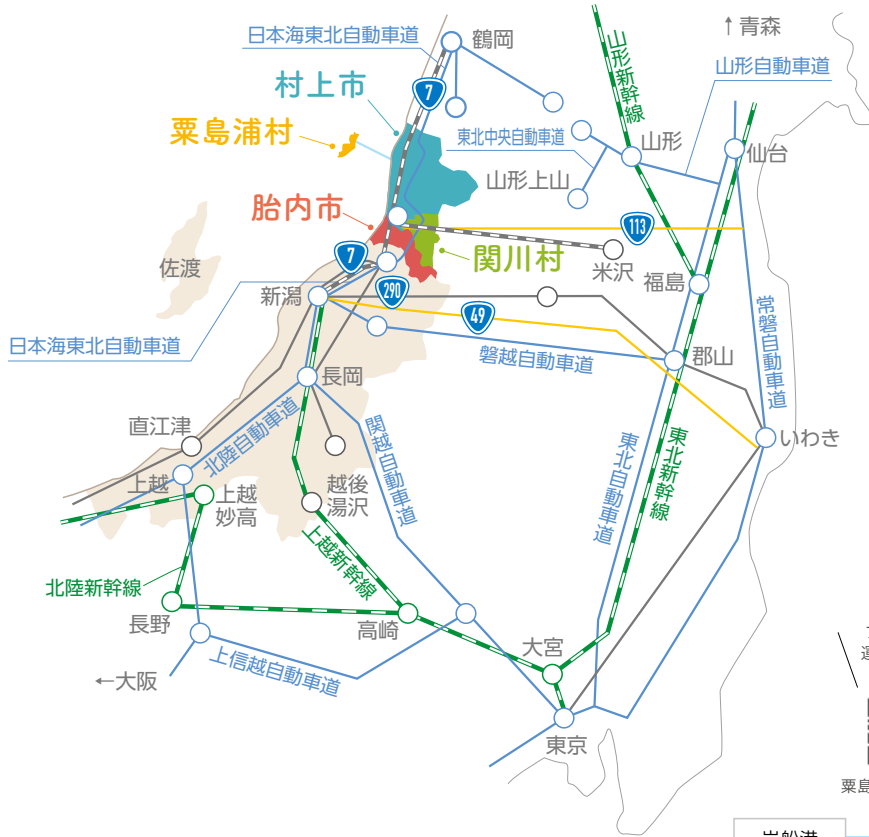 ↑青森
日本海東北自動車道
鶴岡
山形新幹線
山形自動車道
村上市
7
粟島浦村
東北中央自動車道
山形
仙台
山形上山
胎内市
113
関川村
米沢
7
佐渡
新潟
290
福島
49
常磐自動車道
日本海東北自動車道
磐越自動車道
郡山
長岡
直江津
北陸自動車道
関越自動車道
いわき
東北自動車道
東北新幹線
上越
上越
妙高
越後
湯沢
上越新幹線
北陸新幹線
長野
高崎
大宮
←大阪
上信越自動車道
東京
粟島
岩船港